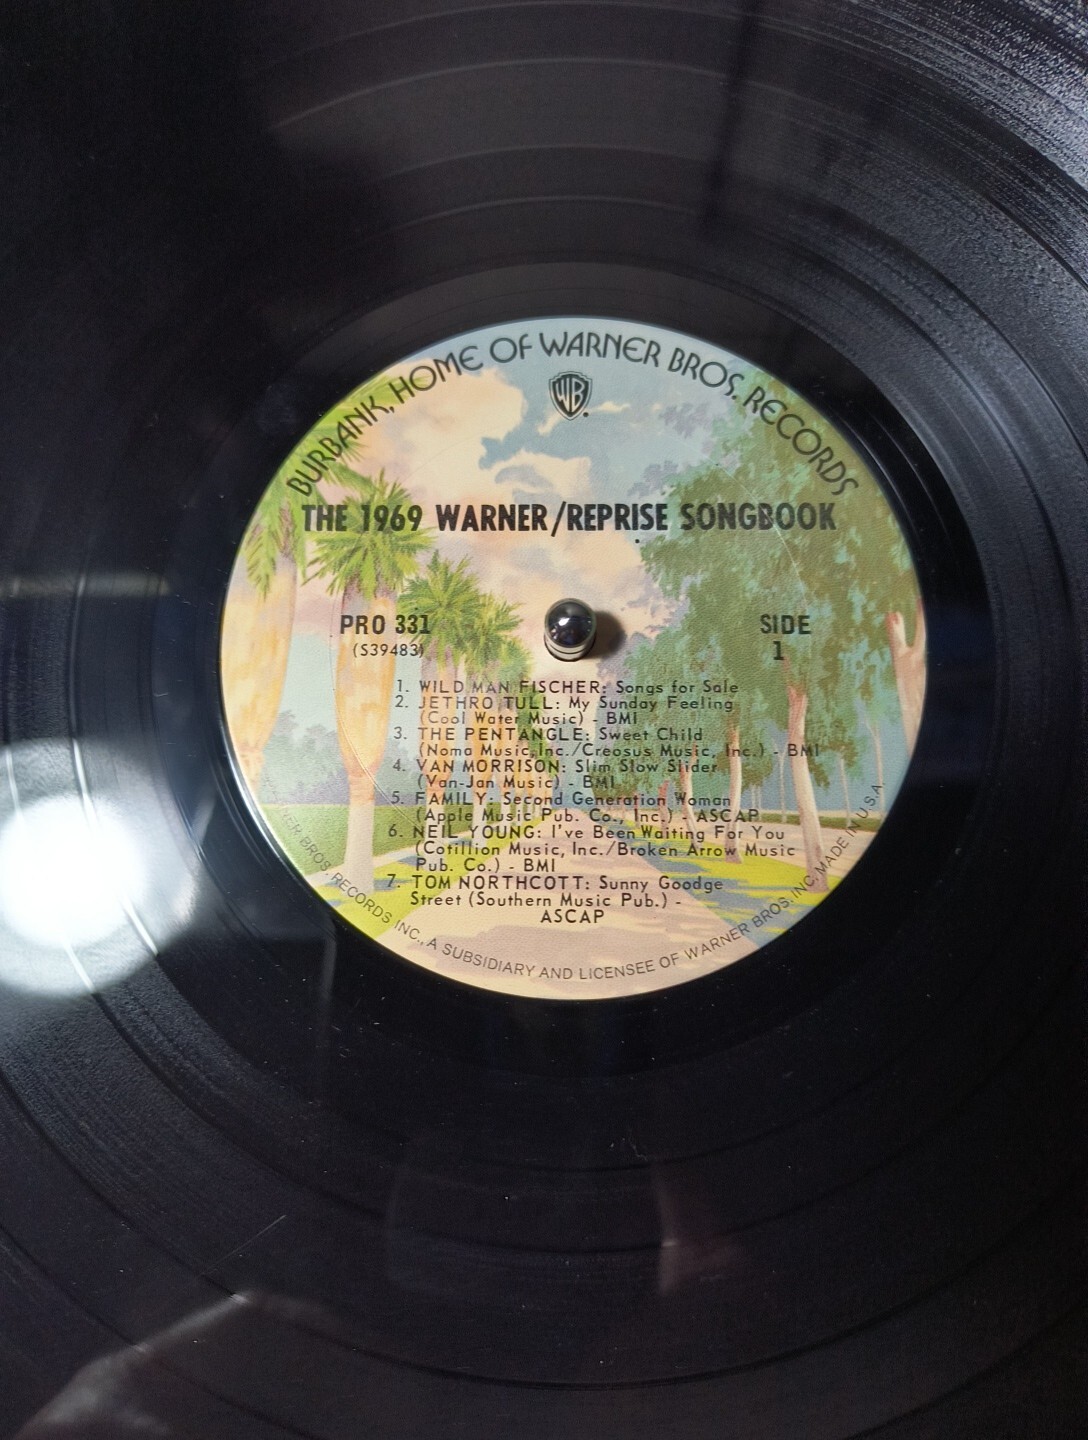 BURBANK, HOME OF WARNER BROS. RECORDS
WB
THE 1969 WARNER/REPRISE SONGBOOK
PRO 331
(S39483)
SIDE
1
1. WILD MAN FISCHER: Songs for Sale
2. JETHRO TULL: My Sunday Feeling
(Cool Water Music) - BMI
3. THE PENTANGLE: Sweet Child
(Noma Music,Inc./Creosus Music, Inc.) - BMI
4. VAN MORRISON: Slim Slow Slider
(Van-Jan Music) - BMI
5. FAMILY: Second Generation Woman
(Apple Music Pub. Co., Inc.) - ASCAP
6. NEIL YOUNG: I've Been Waiting For You
(Cotillion Music, Inc./Broken Arrow Music
Pub. Co.) - BMI
7. TOM NORTHCOTT: Sunny Goodge
Street (Southern Music Pub.) -
ASCAP
BROS. RECORDS INC., A SUBSIDIARY AND LICENSEE OF WARNER BROS. INC. MADE IN U.S.A.